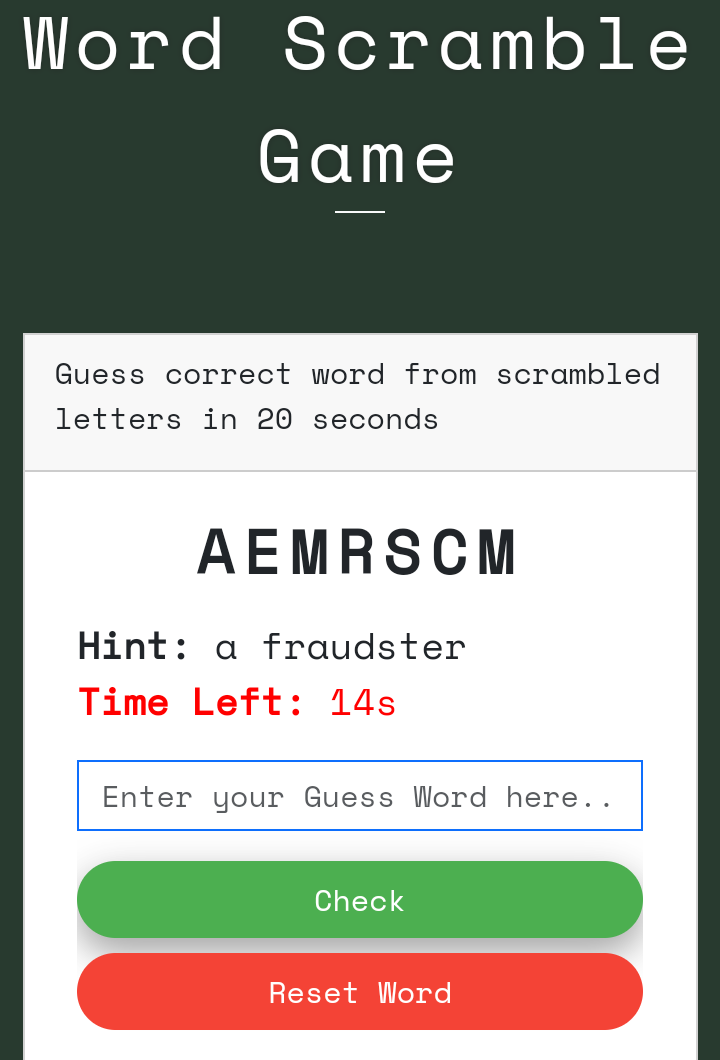 Word Scramble
Game
Guess correct word from scrambled
letters in 20 seconds
AEMRSCM
Hint: a fraudster
Time Left: 14s
Enter your Guess Word here..
Check
Reset Word